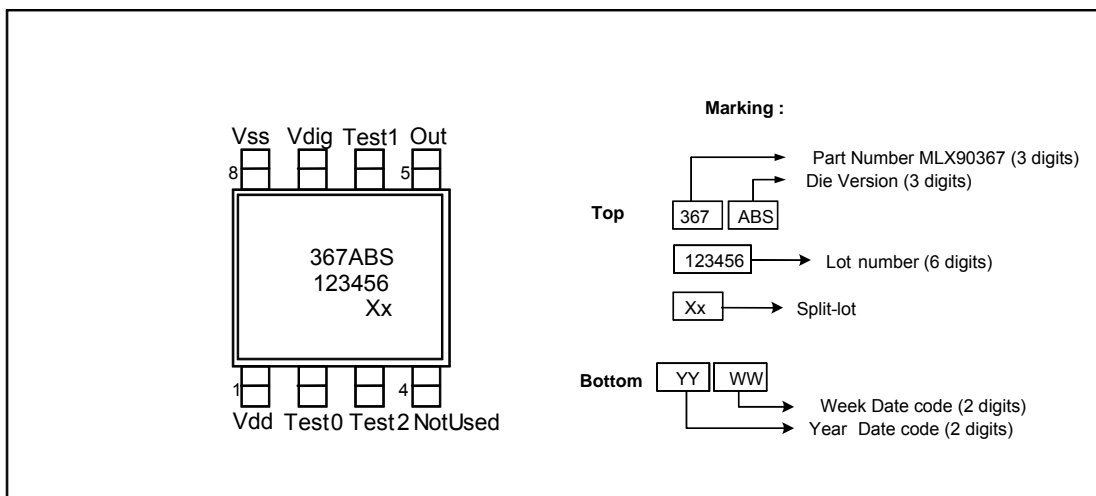 Marking :
Vss Vdig Test1 Out
8 5
367ABS
123456
Xx
1 4
Vdd Test0 Test2 NotUsed
Part Number MLX90367 (3 digits)
Die Version (3 digits)
Top 367 ABS
123456 Lot number (6 digits)
Xx Split-lot
Bottom YY WW
Week Date code (2 digits)
Year Date code (2 digits)